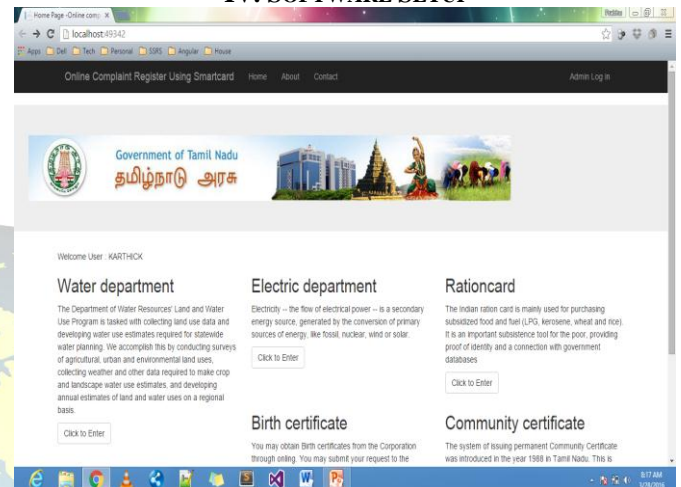 IV. SOFTWARE SETUP
Home Page -Online comp
localhost:49342
Apps Dell Tech Personal SSRS Angular House
Online Complaint Register Using Smartcard Home About Contact Admin Log in
Government of Tamil Nadu
தமிழ்நாடு அரசு
Welcome User : KARTHICK
Water department
The Department of Water Resources' Land and Water
Use Program is tasked with collecting land use data and
developing water use estimates required for statewide
water planning. We accomplish this by conducting surveys
of agricultural, urban and environmental land uses,
collecting weather and other data required to make crop
and landscape water use estimates, and developing
annual estimates of land and water uses on a regional
basis.
Click to Enter
Electric department
Electricity -- the flow of electrical power -- is a secondary
energy source, generated by the conversion of primary
sources of energy, like fossil, nuclear, wind or solar.
Click to Enter
Rationcard
The Indian ration card is mainly used for purchasing
subsidized food and fuel (LPG, kerosene, wheat and rice).
It is an important subsistence tool for the poor, providing
proof of identity and a connection with government
databases
Click to Enter
Birth certificate
You may obtain Birth certificates from the Corporation
through onling. You may submit your request to the
Community certificate
The system of issuing permanent Community Certificate
was introduced in the year 1988 in Tamil Nadu. This is
8:17 AM
3/28/2016